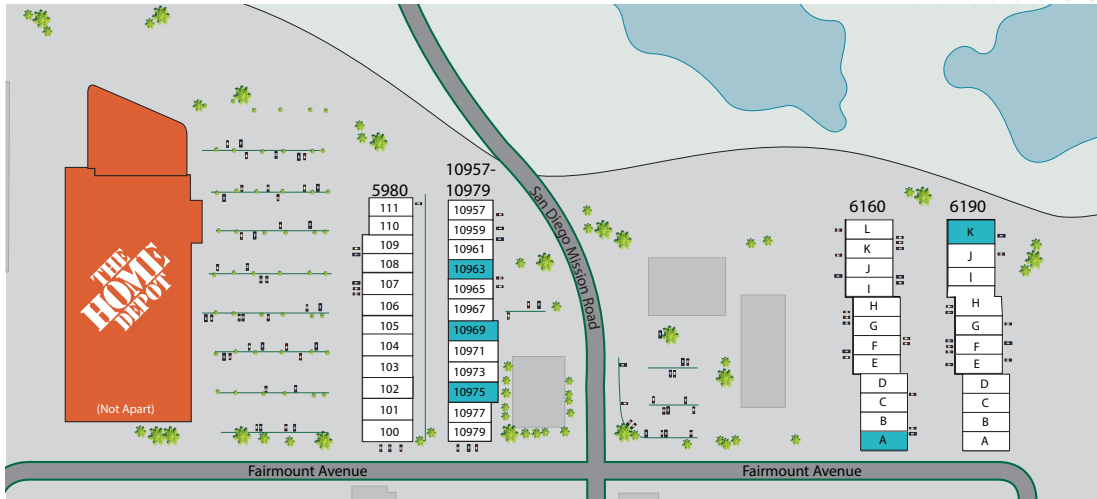 THE
HOME
DEPOT
(Not Apart)
5980
111
110
109
108
107
106
105
104
103
102
101
100
10957-
10979
10957
10959
10961
10963
10965
10967
10969
10971
10973
10975
10977
10979
San Diego Mission Road
6160
L
K
J
I
H
G
F
E
D
C
B
A
6190
K
J
I
H
G
F
E
D
C
B
A
Fairmount Avenue
Fairmount Avenue